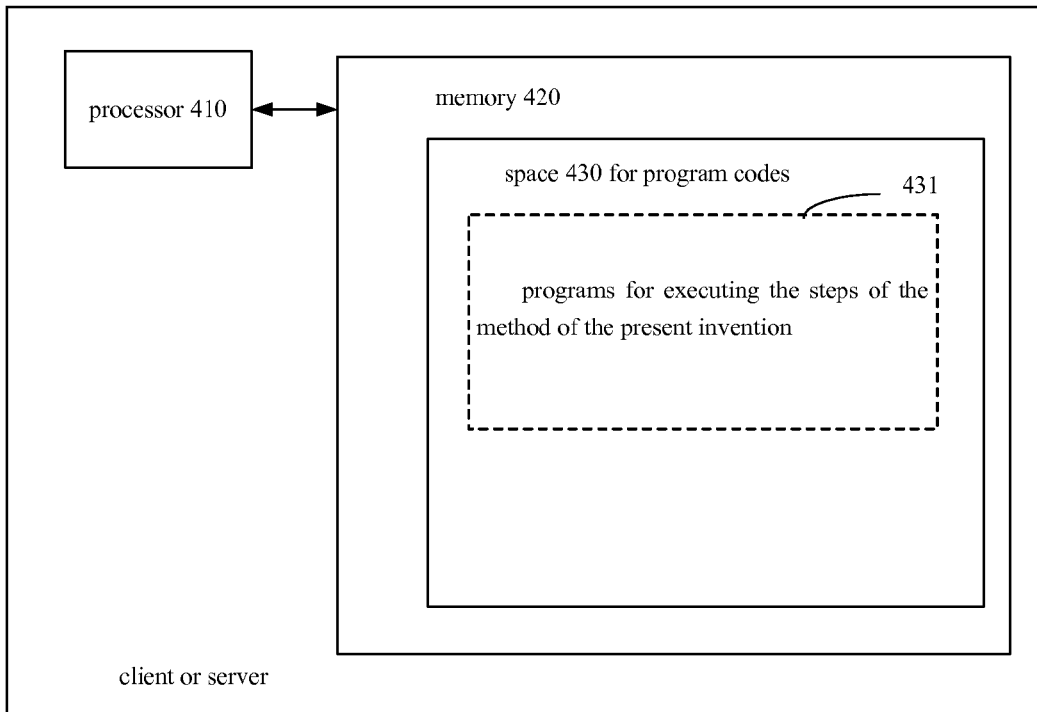 processor 410
memory 420
space 430 for program codes
431
programs for executing the steps of the
method of the present invention
client or server